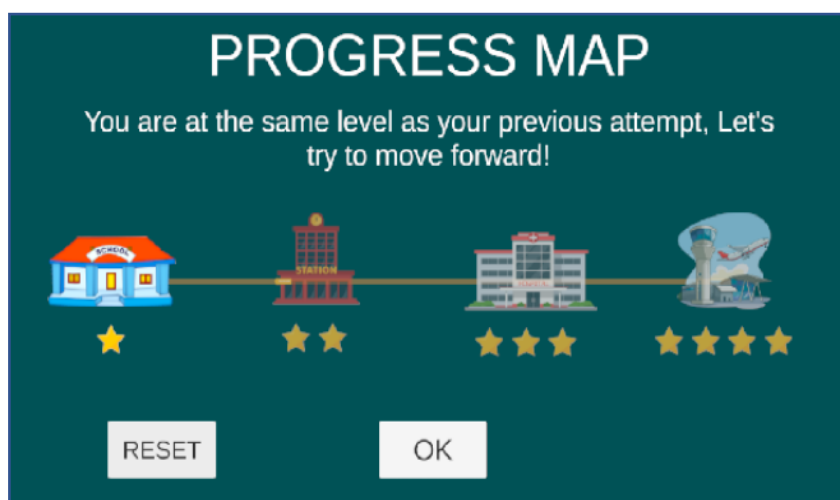 PROGRESS MAP
You are at the same level as your previous attempt, Let's
try to move forward!
SCHOOL
STATION
RESET
OK